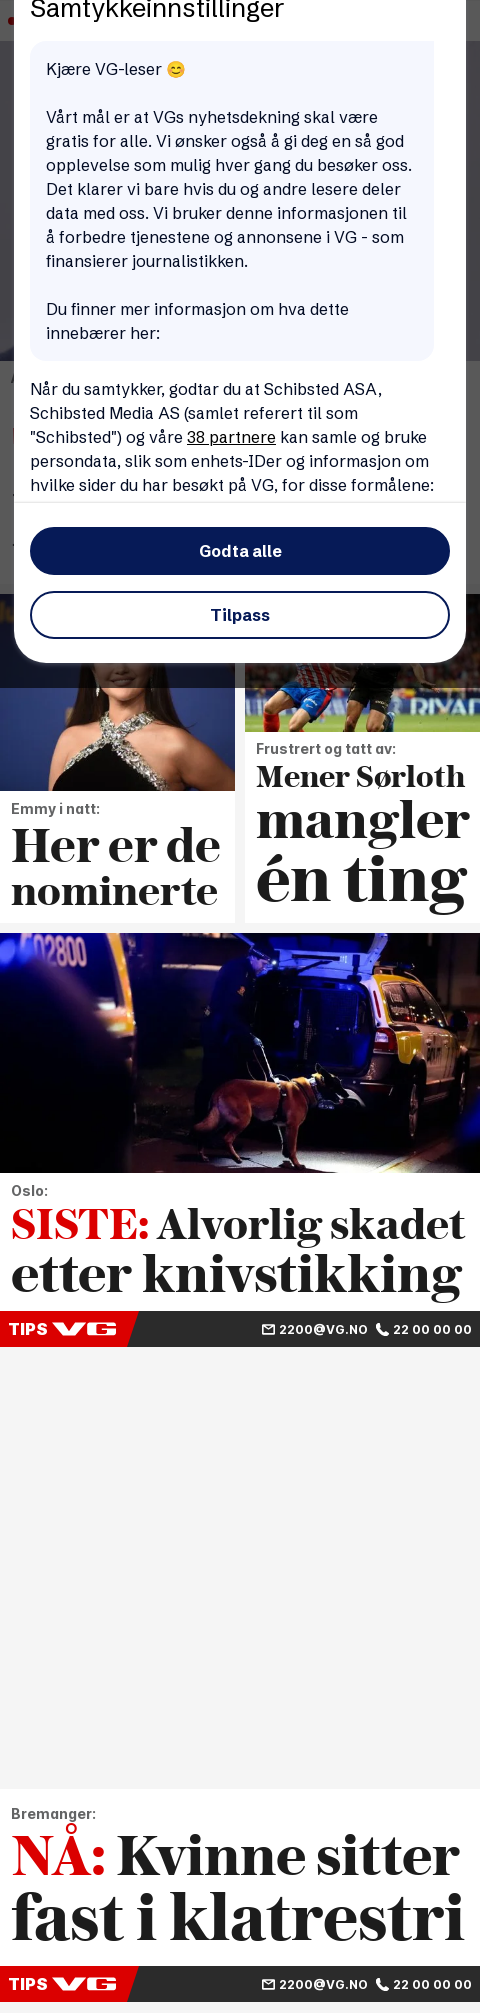 Samtykkeinnstillinger
Kjære VG-leser 😊
Vårt mål er at VGs nyhetsdekning skal være
gratis for alle. Vi ønsker også å gi deg en så god
opplevelse som mulig hver gang du besøker oss.
Det klarer vi bare hvis du og andre lesere deler
data med oss. Vi bruker denne informasjonen til
å forbedre tjenestene og annonsene i VG - som
finansierer journalistikken.
Du finner mer informasjon om hva dette
innebærer her:
Når du samtykker, godtar du at Schibsted ASA,
Schibsted Media AS (samlet referert til som
"Schibsted") og våre 38 partnere kan samle og bruke
persondata, slik som enhets-IDer og informasjon om
hvilke sider du har besøkt på VG, for disse formålene:
Godta alle
Tilpass
Emmy i natt:
Her er de
nominerte
RIYAD
Frustrert og tatt av:
Mener Sørloth
mangler
én ting
02800
Oslo:
SISTE: Alvorlig skadet
etter knivstikking
TIPS VG 2200@VG.NO 22 00 00 00
Bremanger:
NÅ: Kvinne sitter
fast i klatrestri
TIPS VG 2200@VG.NO 22 00 00 00